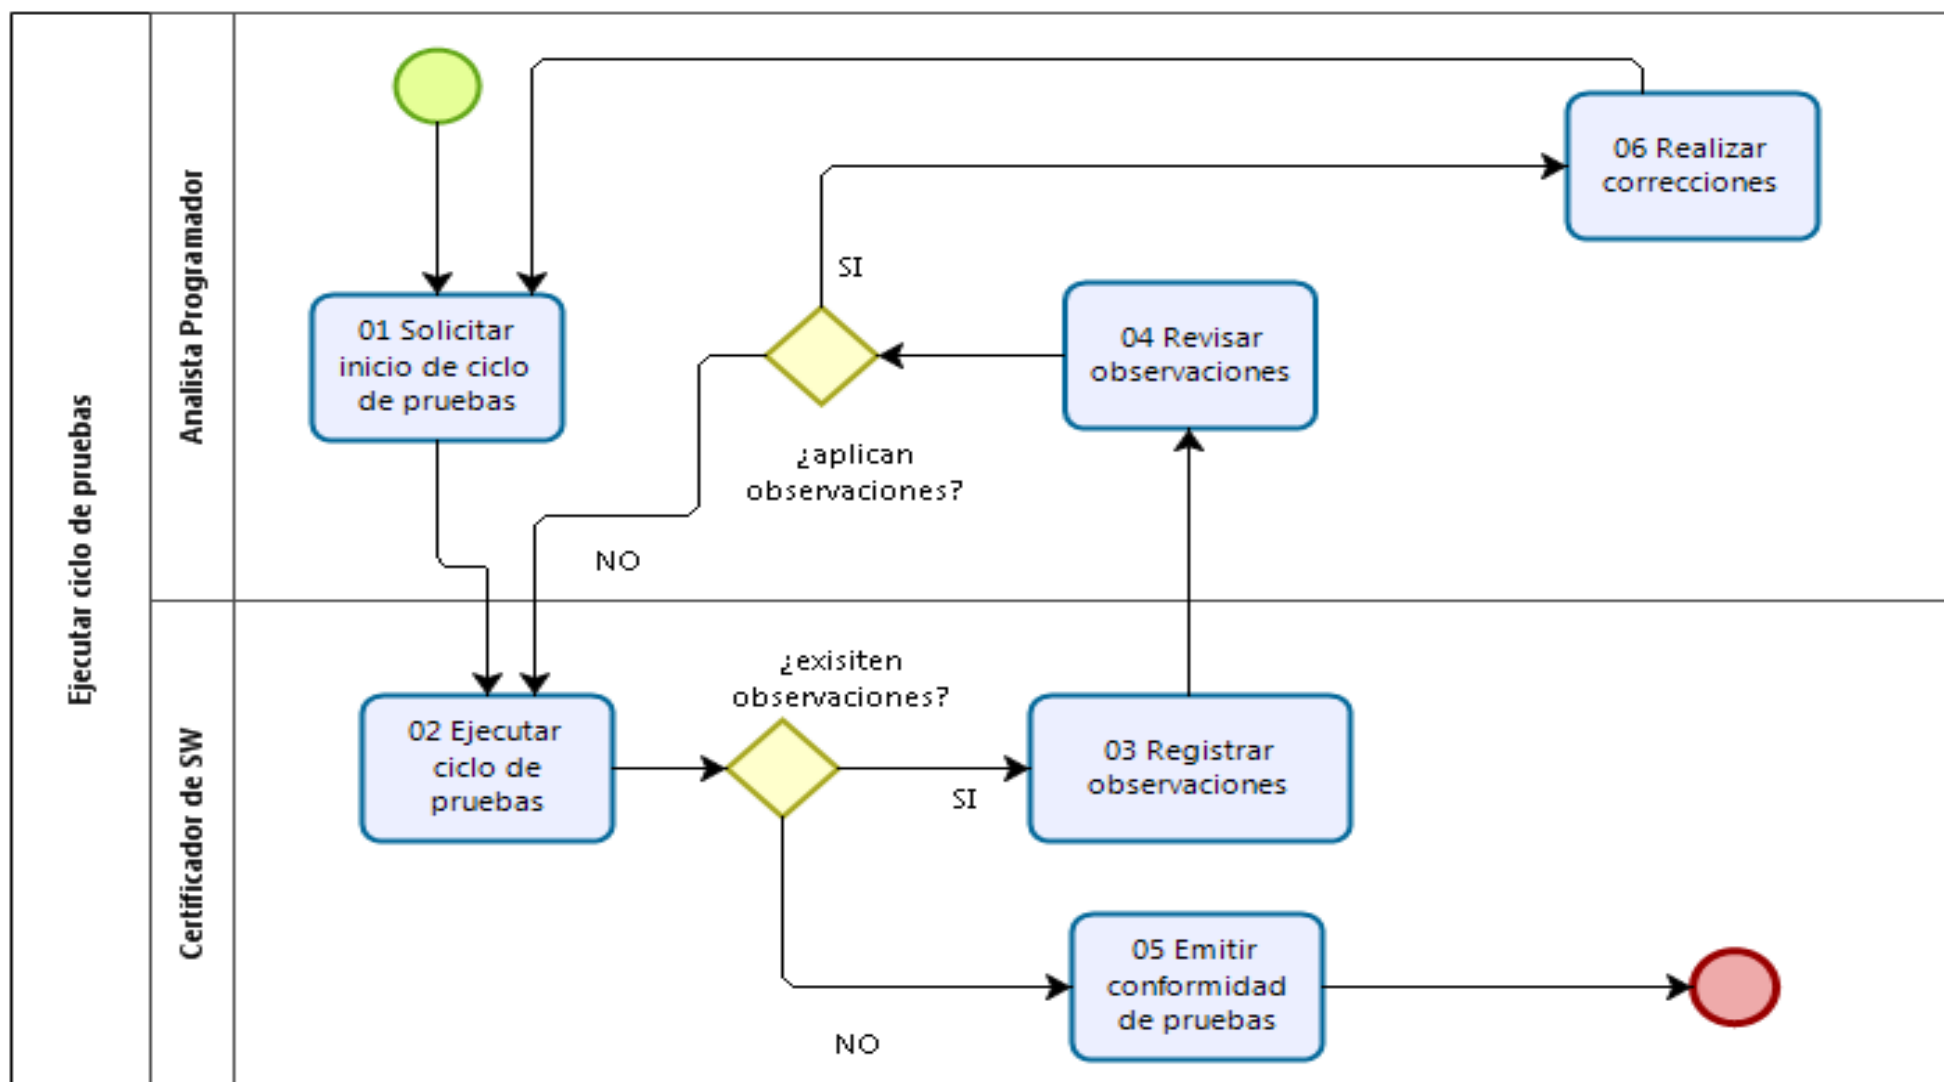 Ejecutar ciclo de pruebas
Analista Programador
01 Solicitar
inicio de ciclo
de pruebas
SI
¿aplican
observaciones?
NO
04 Revisar
observaciones
06 Realizar
correcciones
Certificador de SW
02 Ejecutar
ciclo de
pruebas
¿exisiten
observaciones?
SI
NO
03 Registrar
observaciones
05 Emitir
conformidad
de pruebas